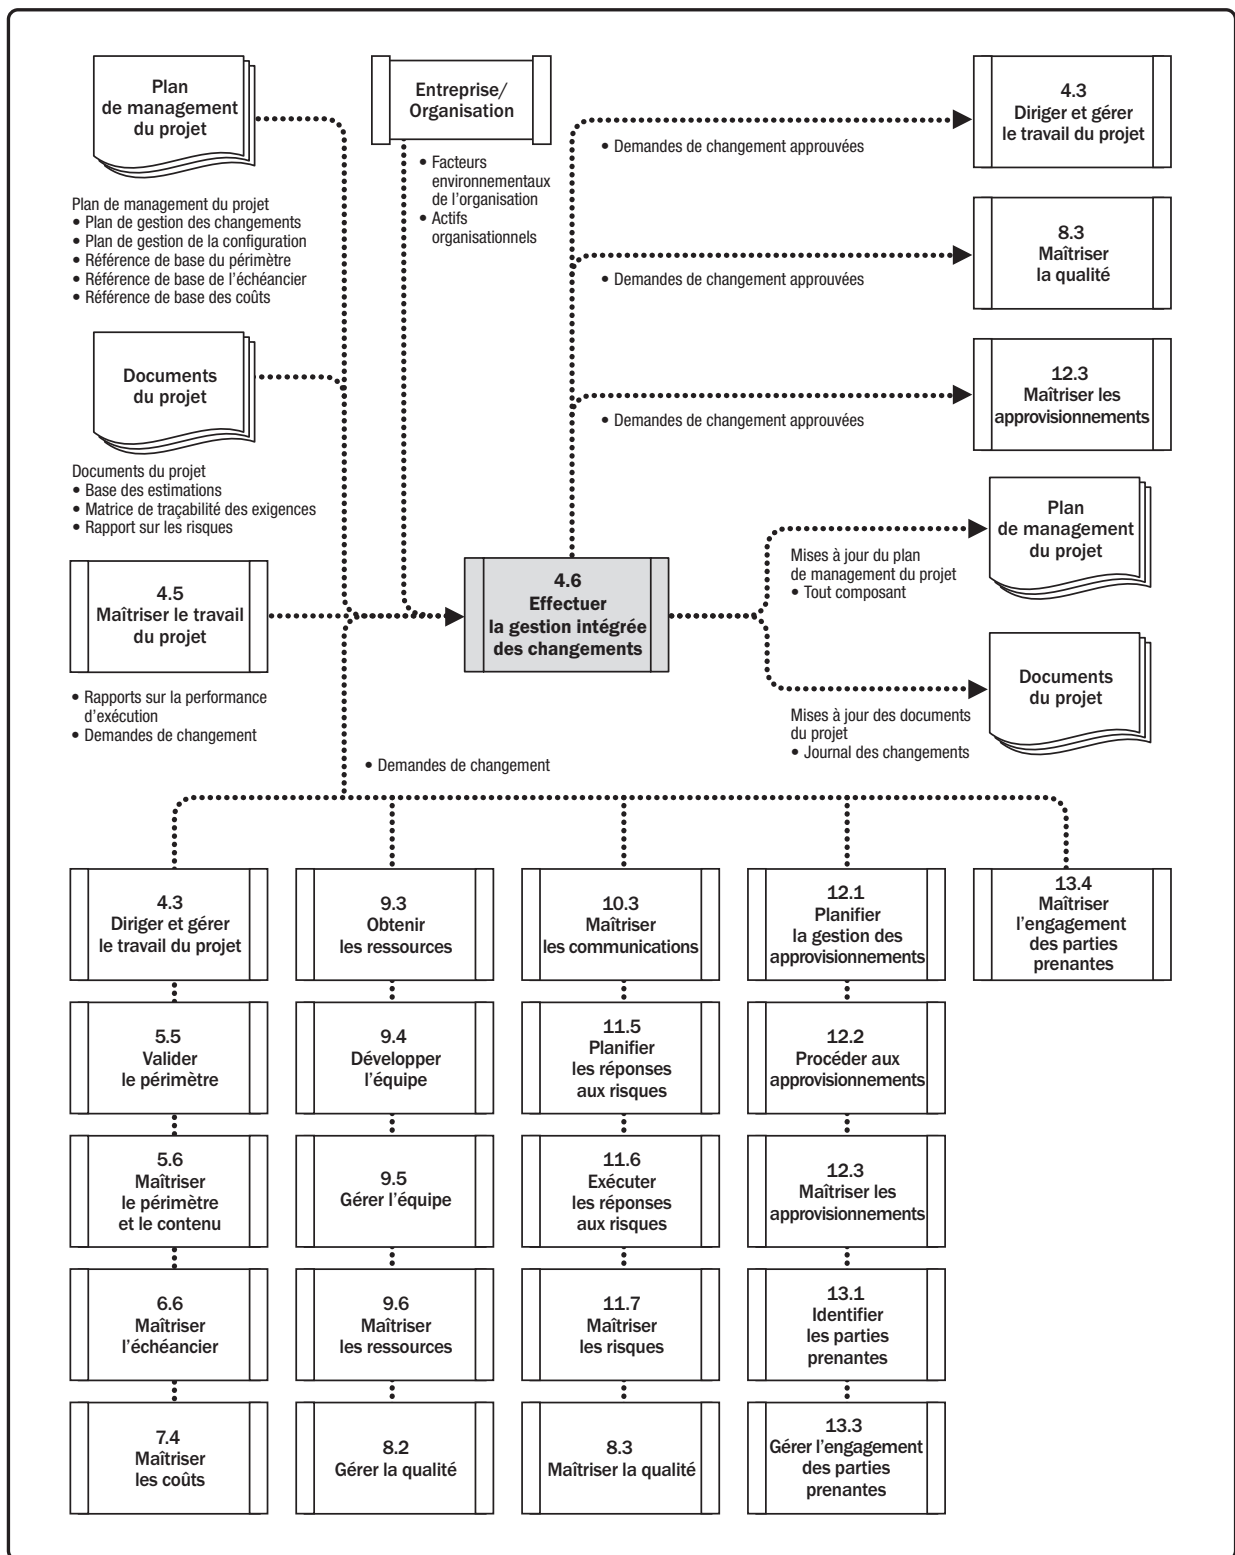 Plan
de management
du projet
Plan de management du projet
• Plan de gestion des changements
• Plan de gestion de la configuration
• Référence de base du périmètre
• Référence de base de l’échéancier
• Référence de base des coûts
Documents
du projet
Documents du projet
• Base des estimations
• Matrice de traçabilité des exigences
• Rapport sur les risques
4.5
Maîtriser le travail
du projet
• Rapports sur la performance
d’exécution
• Demandes de changement
Entreprise/
Organisation
• Facteurs
environnementaux
de l’organisation
• Actifs
organisationnels
4.6
Effectuer
la gestion intégrée
des changements
• Demandes de changement approuvées
4.3
Diriger et gérer
le travail du projet
• Demandes de changement approuvées
8.3
Maîtriser
la qualité
• Demandes de changement approuvées
12.3
Maîtriser les
approvisionnements
Mises à jour du plan
de management du projet
• Tout composant
Plan
de management
du projet
Mises à jour des documents
du projet
• Journal des changements
Documents
du projet
• Demandes de changement
4.3
Diriger et gérer
le travail du projet
5.5
Valider
le périmètre
5.6
Maîtriser
le périmètre
et le contenu
6.6
Maîtriser
l’échéancier
7.4
Maîtriser
les coûts
9.3
Obtenir
les ressources
9.4
Développer
l’équipe
9.5
Gérer l’équipe
9.6
Maîtriser
les ressources
8.2
Gérer la qualité
10.3
Maîtriser
les communications
11.5
Planifier
les réponses
aux risques
11.6
Exécuter
les réponses
aux risques
11.7
Maîtriser
les risques
8.3
Maîtriser la qualité
12.1
Planifier
la gestion des
approvisionnements
12.2
Procéder aux
approvisionnements
12.3
Maîtriser les
approvisionnements
13.1
Identifier
les parties
prenantes
13.3
Gérer l’engagement
des parties
prenantes
13.4
Maîtriser
l’engagement
des parties
prenantes